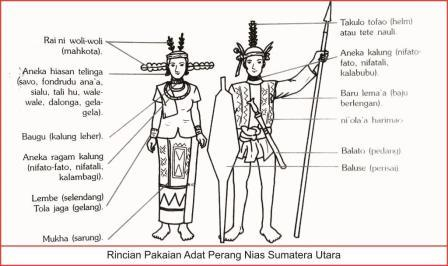 Rai ni woli-woli
(mahkota).
Aneka hiasan telinga
(savo, fondrudu ana'a,
sialu, tali hu, wale-
wale, dalonga, gela-
gela).
Baugu (kalung leher).
Aneka ragam kalung
(nifato-fato, nifatali,
kalambagi).
Lembe (selendang)
Tola jaga (gelang).
Mukha (sarung).
Takulo tofao (helm)
atau tete nauli.
Aneka kalung (nifato-
fato, nifatali,
kalabubu).
Baru lema'a (baju
berlengan).
ni'ola'a harimao
Balato (pedang)
Baluse (perisai)
Rincian Pakaian Adat Perang Nias Sumatera Utara